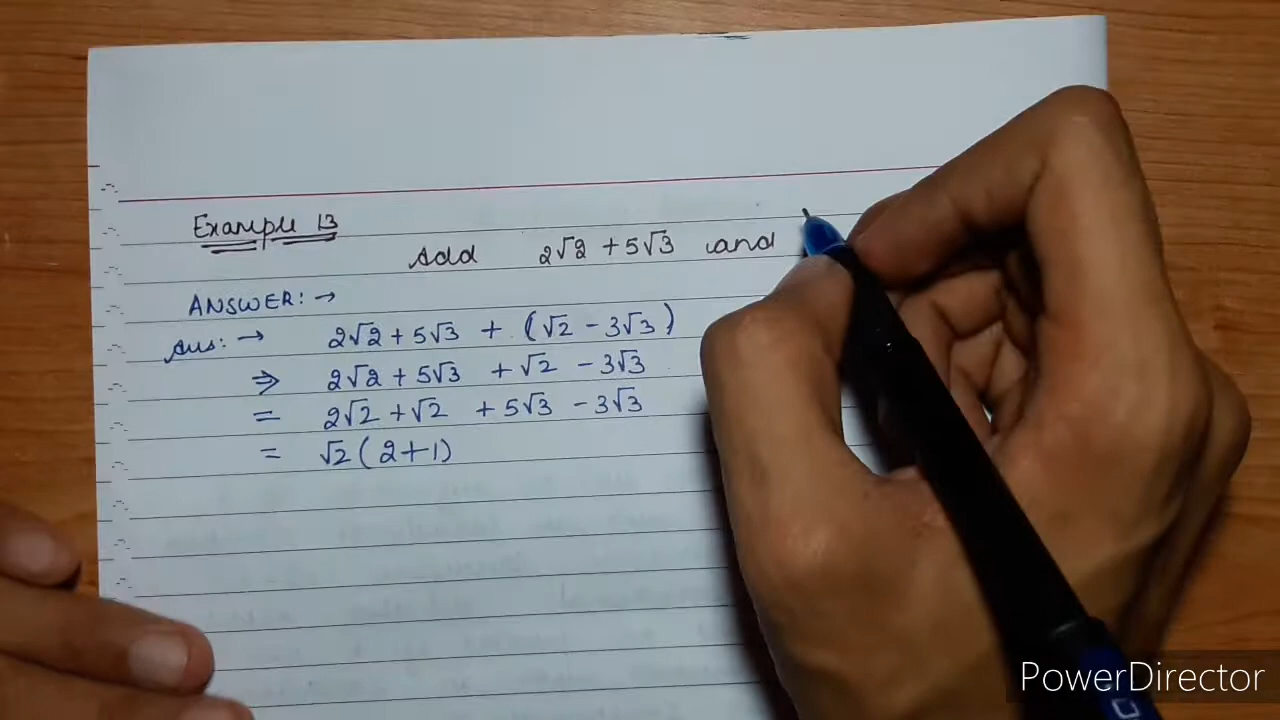 Example 13
Add 2√2 + 5√3 and
ANSWER: →
Ans: → 2√2 + 5√3 + (√2 - 3√3)
⇒ 2√2 + 5√3 + √2 - 3√3
= 2√2 + √2 + 5√3 - 3√3
= √2 ( 2+1)
PowerDirector